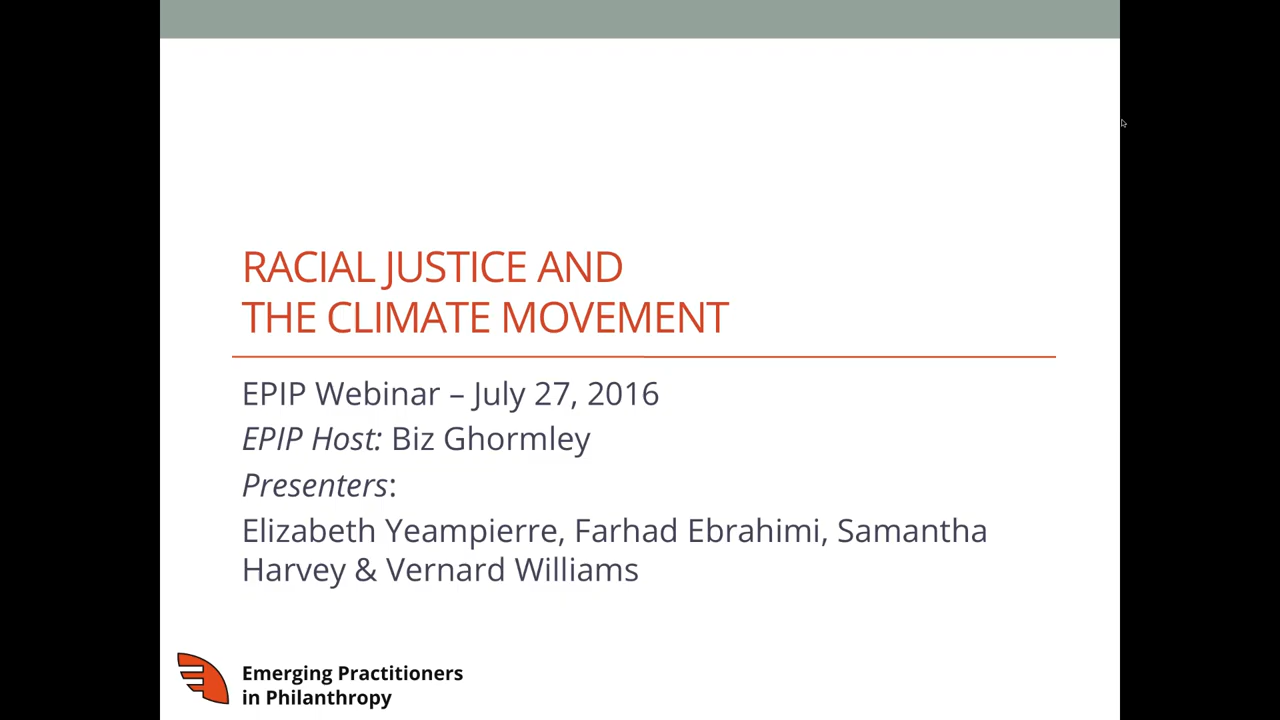 RACIAL JUSTICE AND
THE CLIMATE MOVEMENT
EPIP Webinar – July 27, 2016
EPIP Host: Biz Ghormley
Presenters:
Elizabeth Yeampierre, Farhad Ebrahimi, Samantha
Harvey & Vernard Williams
Emerging Practitioners
in Philanthropy